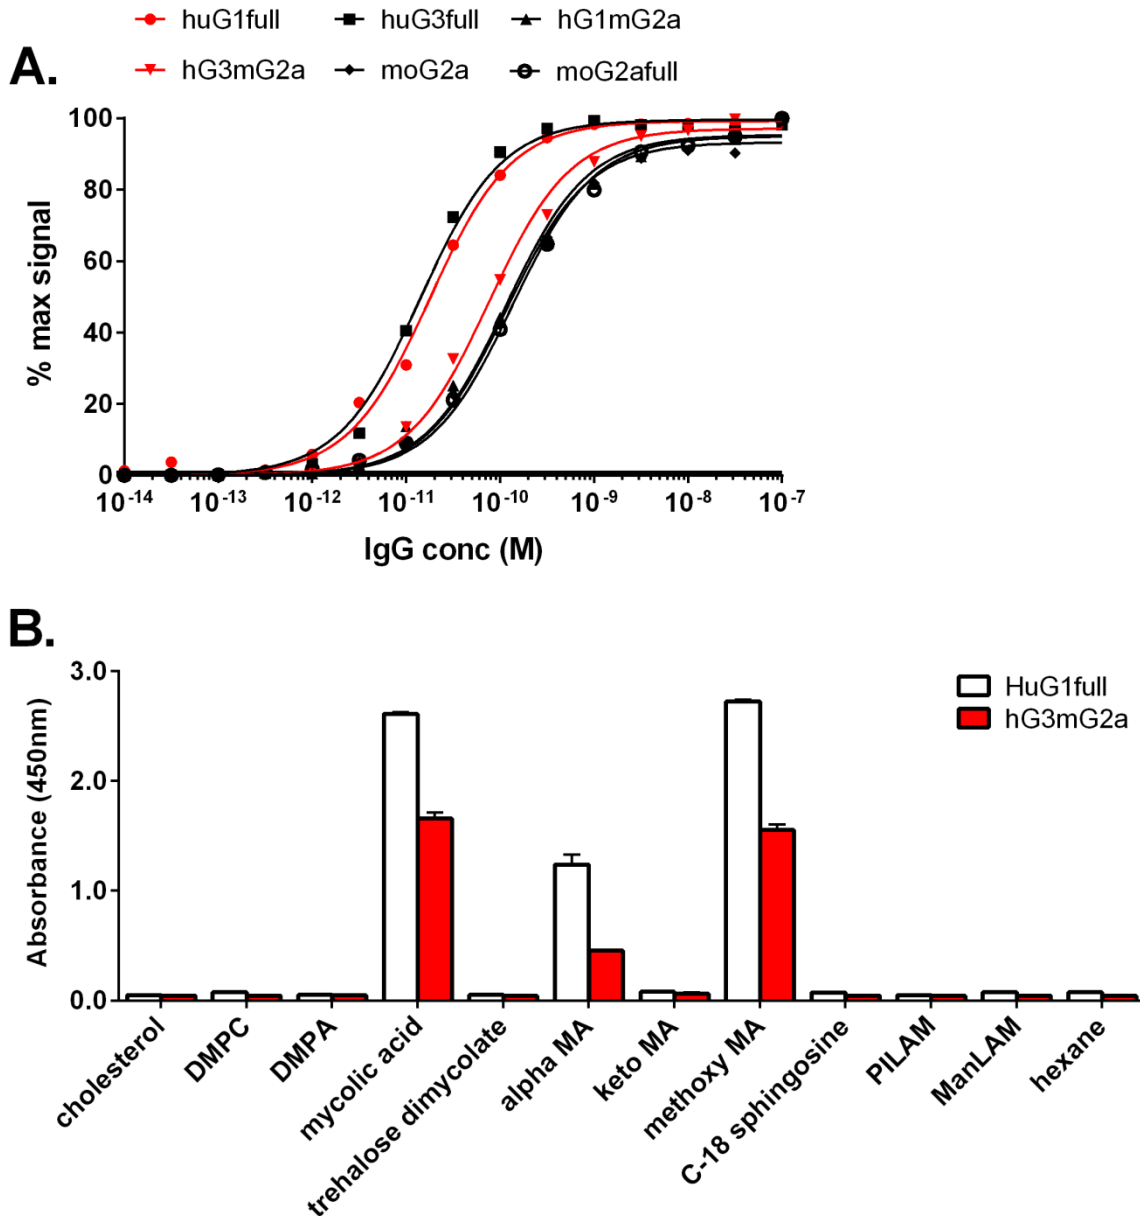 huG1full huG3full hG1mG2a
A.
hG3mG2a moG2a moG2afull
100
80
60
40
20
0
% max signal
10-14 10-13 10-12 10-11 10-10 10-9 10-8 10-7
IgG conc (M)
B.
3.0
2.0
1.0
0.0
Absorbance (450nm)
HuG1full
hG3mG2a
cholesterol
DMPC
DMPA
mycolic acid
trehalose dimycolate
alpha MA
keto MA
methoxy MA
C-18 sphingosine
PILAM
ManLAM
hexane